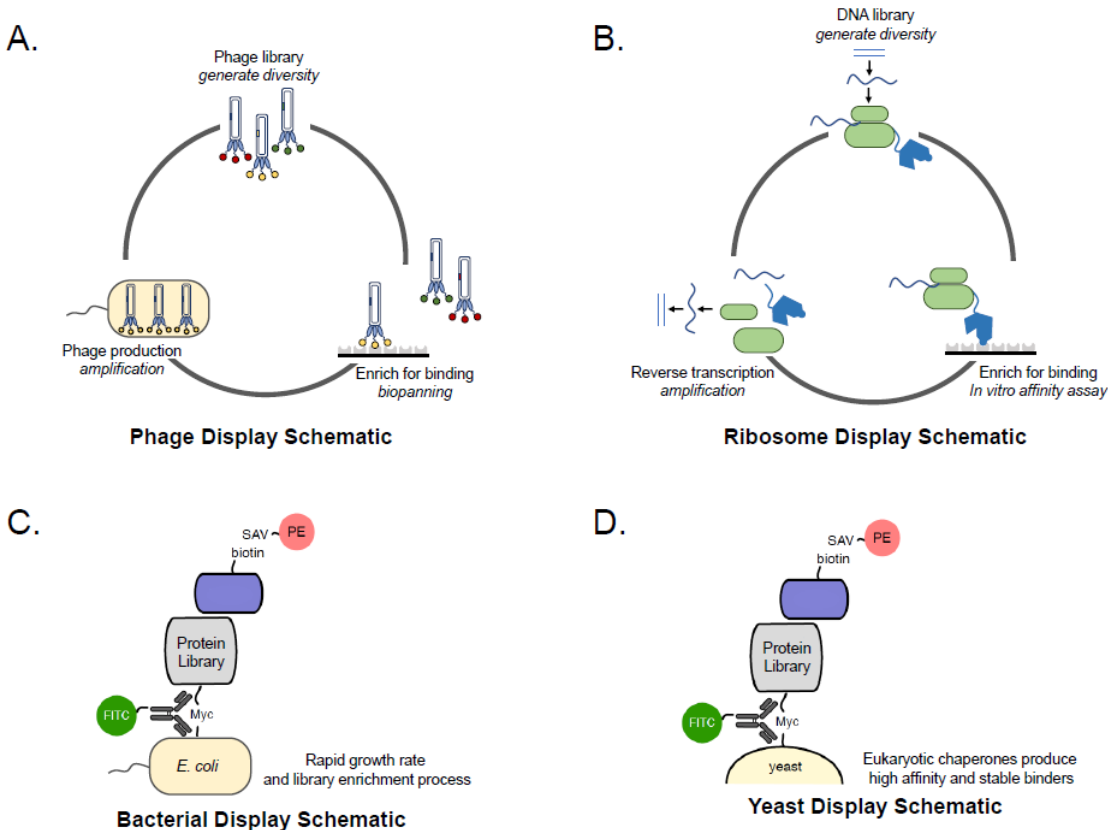 A.
Phage library
generate diversity
Phage production
amplification
Enrich for binding
biopanning
Phage Display Schematic
B.
DNA library
generate diversity
Reverse transcription
amplification
Enrich for binding
In vitro affinity assay
Ribosome Display Schematic
C.
SAV
PE
biotin
Protein
Library
FITC
Myc
E. coli
Rapid growth rate
and library enrichment process
Bacterial Display Schematic
D.
SAV
PE
biotin
Protein
Library
FITC
Myc
yeast
Eukaryotic chaperones produce
high affinity and stable binders
Yeast Display Schematic